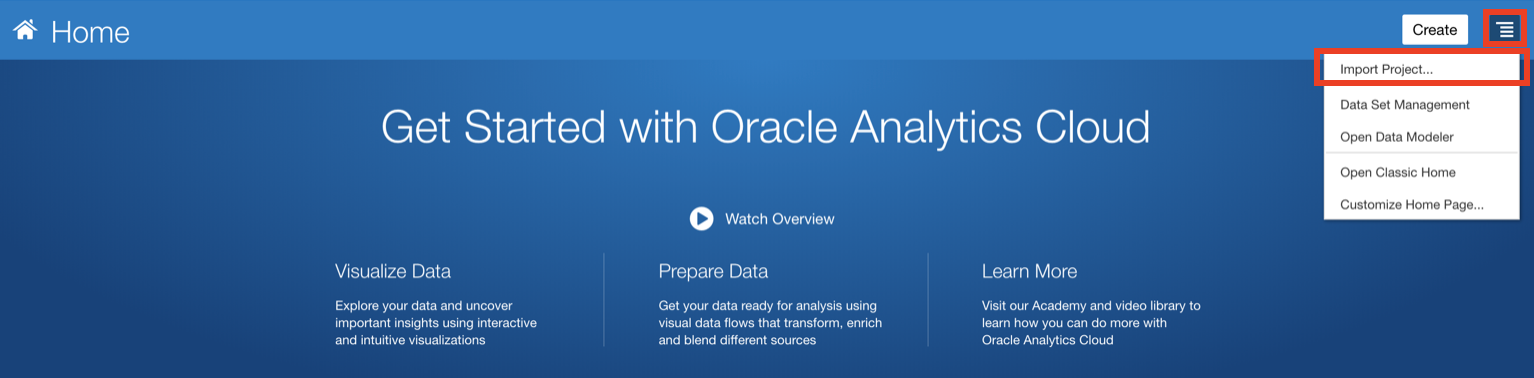 Home
Create
Import Project...
Data Set Management
Open Data Modeler
Open Classic Home
Customize Home Page...
Get Started with Oracle Analytics Cloud
Watch Overview
Visualize Data
Explore your data and uncover
important insights using interactive
and intuitive visualizations
Prepare Data
Get your data ready for analysis using
visual data flows that transform, enrich
and blend different sources
Learn More
Visit our Academy and video library to
learn how you can do more with
Oracle Analytics Cloud